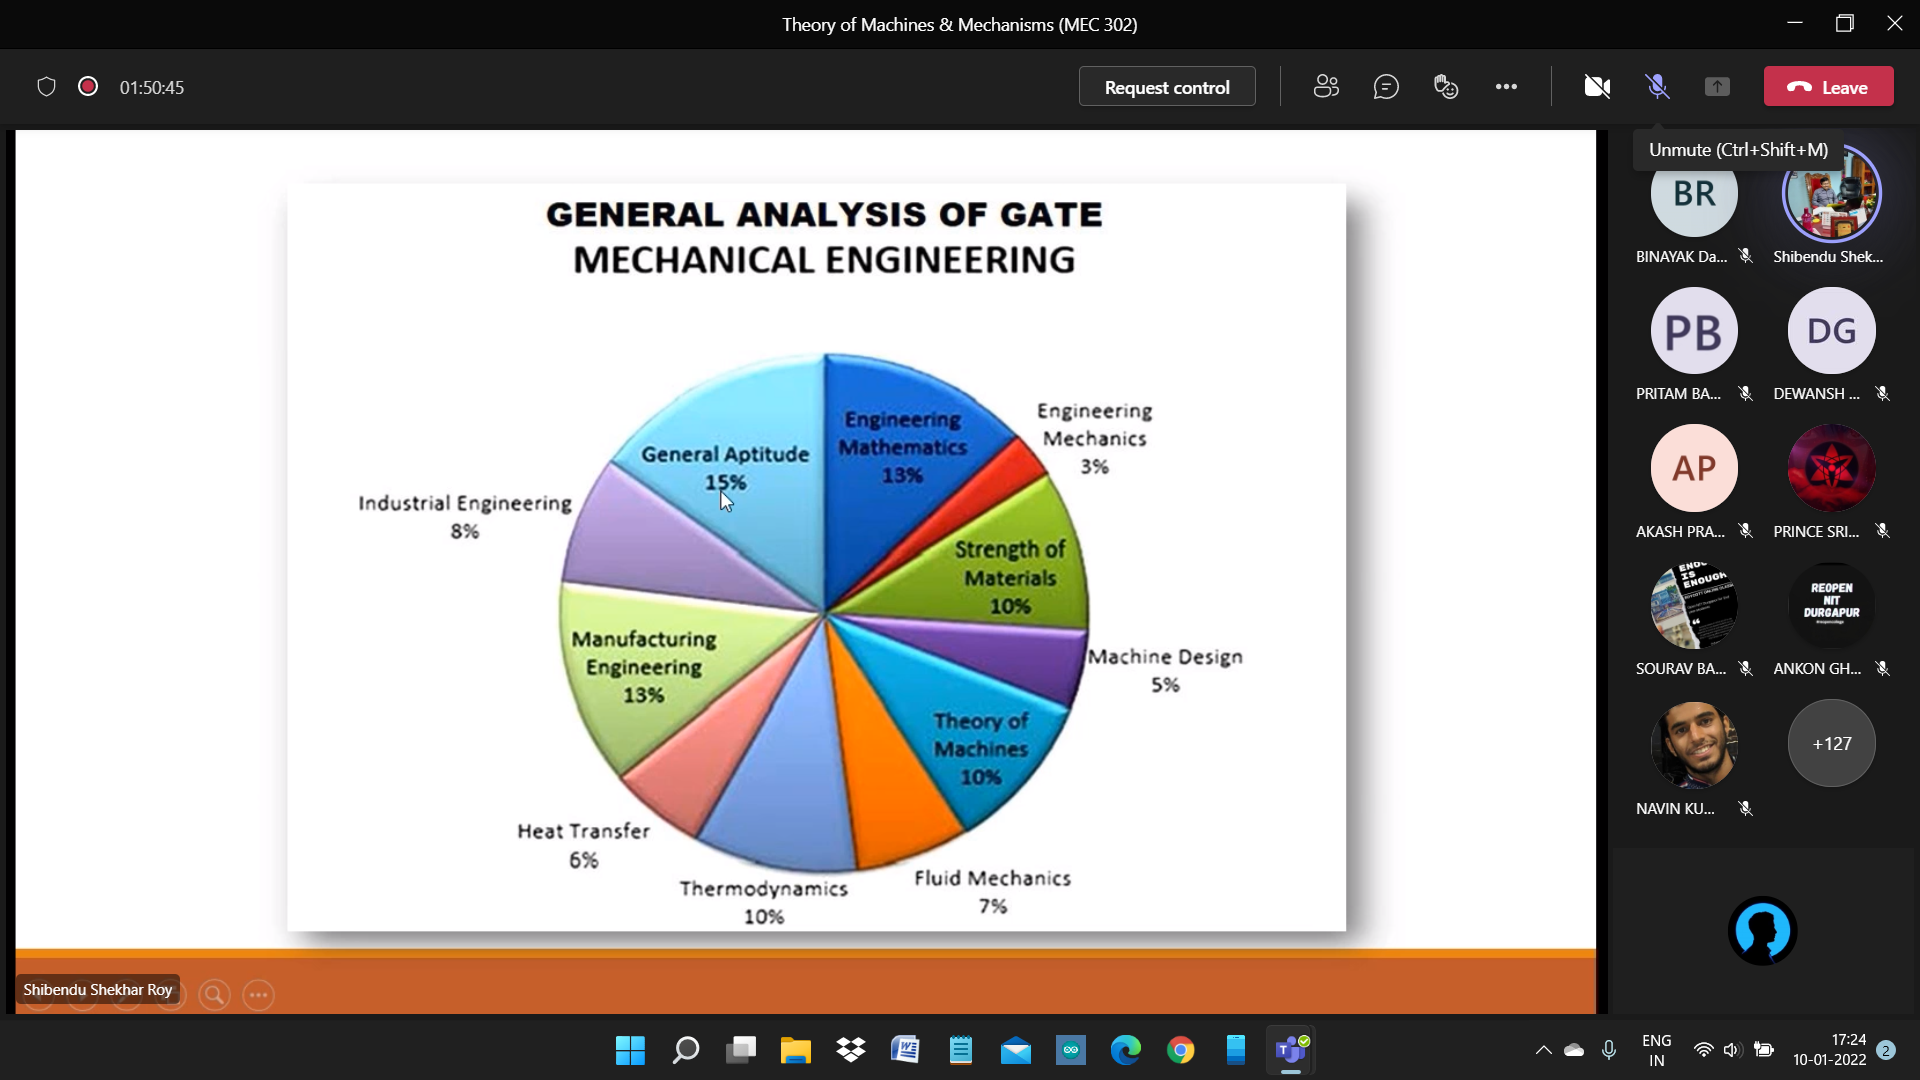 Theory of Machines & Mechanisms (MEC 302)
01:50:45
Request control
Leave
Unmute (Ctrl+Shift+M)
GENERAL ANALYSIS OF GATE
MECHANICAL ENGINEERING
General Aptitude
15%
Engineering
Mathematics
13%
Engineering
Mechanics
3%
Strength of
Materials
10%
Machine Design
5%
Theory of
Machines
10%
Fluid Mechanics
7%
Thermodynamics
10%
Heat Transfer
6%
Manufacturing
Engineering
13%
Industrial Engineering
8%
Shibendu Shekhar Roy
BR
BINAYAK Da...
Shibendu Shek...
PB
PRITAM BA...
DG
DEWANSH ...
AP
AKASH PRA...
PRINCE SRI...
ENOUGH
IS
ENOUGH
SOURAV BA...
REOPEN
NIT
DURGAPUR
ANKON GH...
NAVIN KU...
+127
ENG
IN
17:24
10-01-2022
2